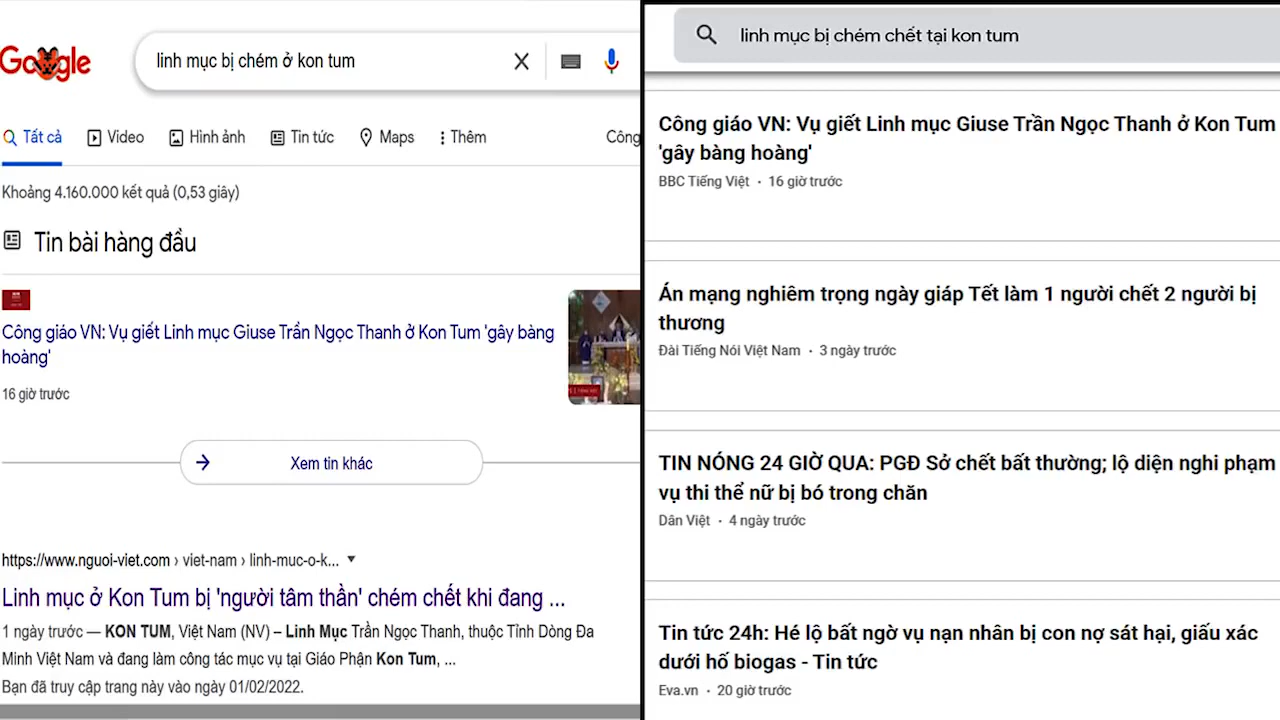 Google
linh mục bị chém ở kon tum
Tất cả
Video
Hình ảnh
Tin tức
Maps
Thêm
Công
Khoảng 4.160.000 kết quả (0,53 giây)
Tin bài hàng đầu
Công giáo VN: Vụ giết Linh mục Giuse Trần Ngọc Thanh ở Kon Tum 'gây bàng
hoàng'
16 giờ trước
Xem tin khác
https://www.nguoi-viet.com › viet-nam › linh-muc-o-k...
Linh mục ở Kon Tum bị 'người tâm thần' chém chết khi đang ...
1 ngày trước — KON TUM, Việt Nam (NV) – Linh Mục Trần Ngọc Thanh, thuộc Tỉnh Dòng Đa
Minh Việt Nam và đang làm công tác mục vụ tại Giáo Phận Kon Tum, ...
Bạn đã truy cập trang này vào ngày 01/02/2022.
linh mục bị chém chết tại kon tum
Công giáo VN: Vụ giết Linh mục Giuse Trần Ngọc Thanh ở Kon Tum
'gây bàng hoàng'
BBC Tiếng Việt · 16 giờ trước
Án mạng nghiêm trọng ngày giáp Tết làm 1 người chết 2 người bị
thương
Đài Tiếng Nói Việt Nam · 3 ngày trước
TIN NÓNG 24 GIỜ QUA: PGĐ Sở chết bất thường; lộ diện nghi phạm
vụ thi thể nữ bị bó trong chăn
Dân Việt · 4 ngày trước
Tin tức 24h: Hé lộ bất ngờ vụ nạn nhân bị con nợ sát hại, giấu xác
dưới hố biogas - Tin tức
Eva.vn · 20 giờ trước